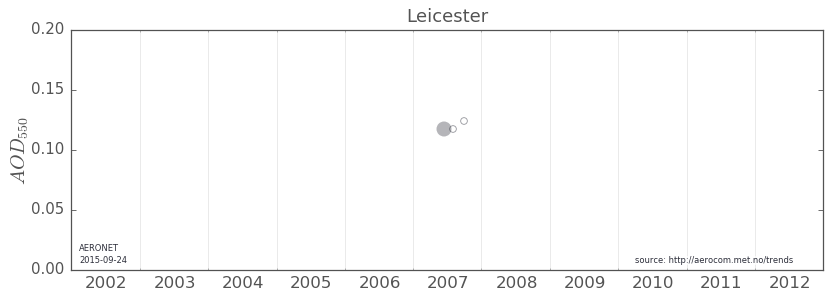 Leicester
0.20
0.15
0.10
0.05
0.00
AOD550
AERONET
2015-09-24
source: http://aerocom.met.no/trends
2002 2003 2004 2005 2006 2007 2008 2009 2010 2011 2012